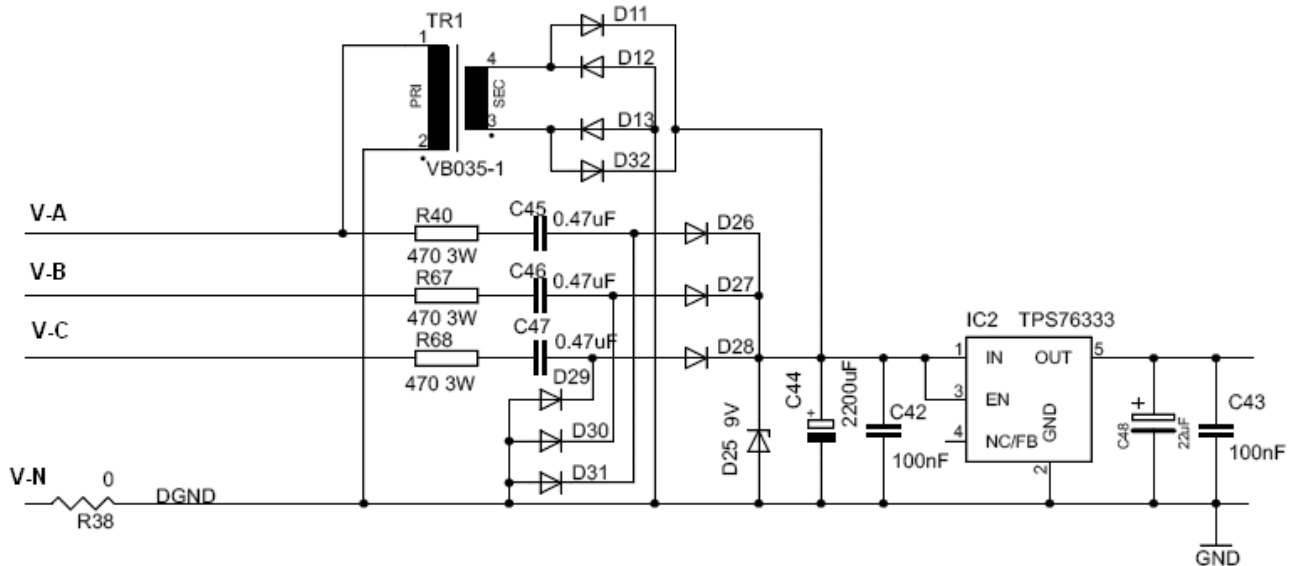 TR1
1
4
PRI
SEC
2
3
VB035-1
D11
D12
D13
D32
V-A
R40
470 3W
C45
0.47uF
D26
V-B
R67
470 3W
C46
0.47uF
D27
V-C
R68
470 3W
C47
0.47uF
D28
D29
D30
D31
D25 9V
C44
+
2200uF
C42
100nF
IC2 TPS76333
1 IN OUT 5
3 EN
4 NC/FB
GND
2
+
C48
22uF
C43
100nF
V-N
0
R38
DGND
GND